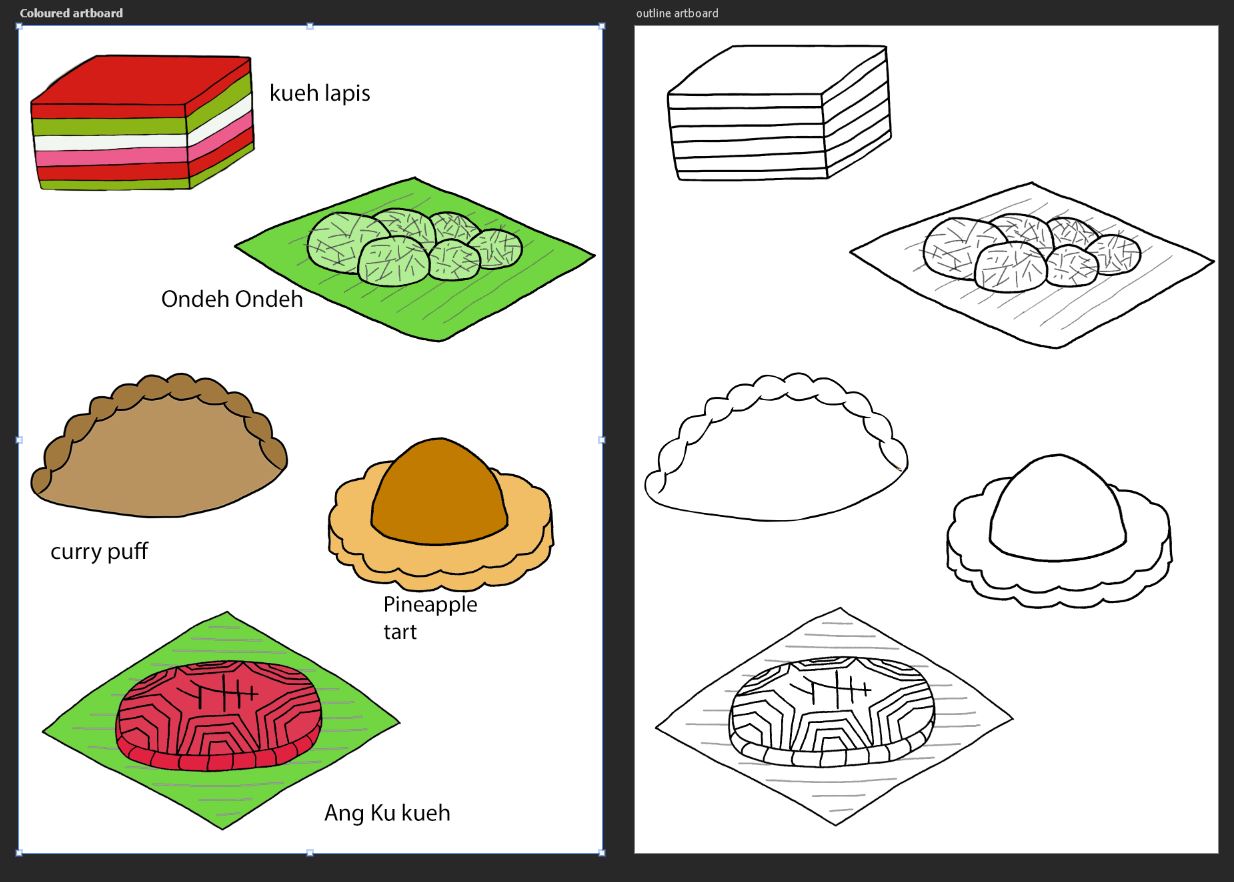 Coloured artboard
outline artboard
kueh lapis
Ondeh Ondeh
curry puff
Pineapple
tart
Ang Ku kueh